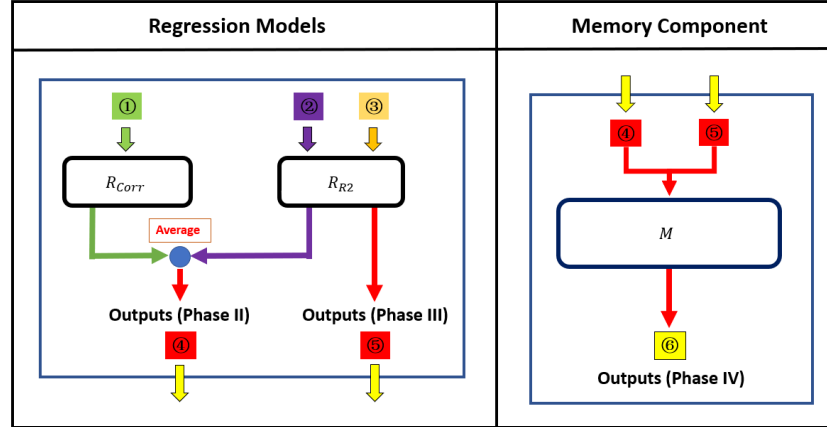 Regression Models
Memory Component
① ② ③
④ ⑤
R_Corr R_R2
M
Average
Outputs (Phase II) Outputs (Phase III)
④ ⑤
⑥
Outputs (Phase IV)